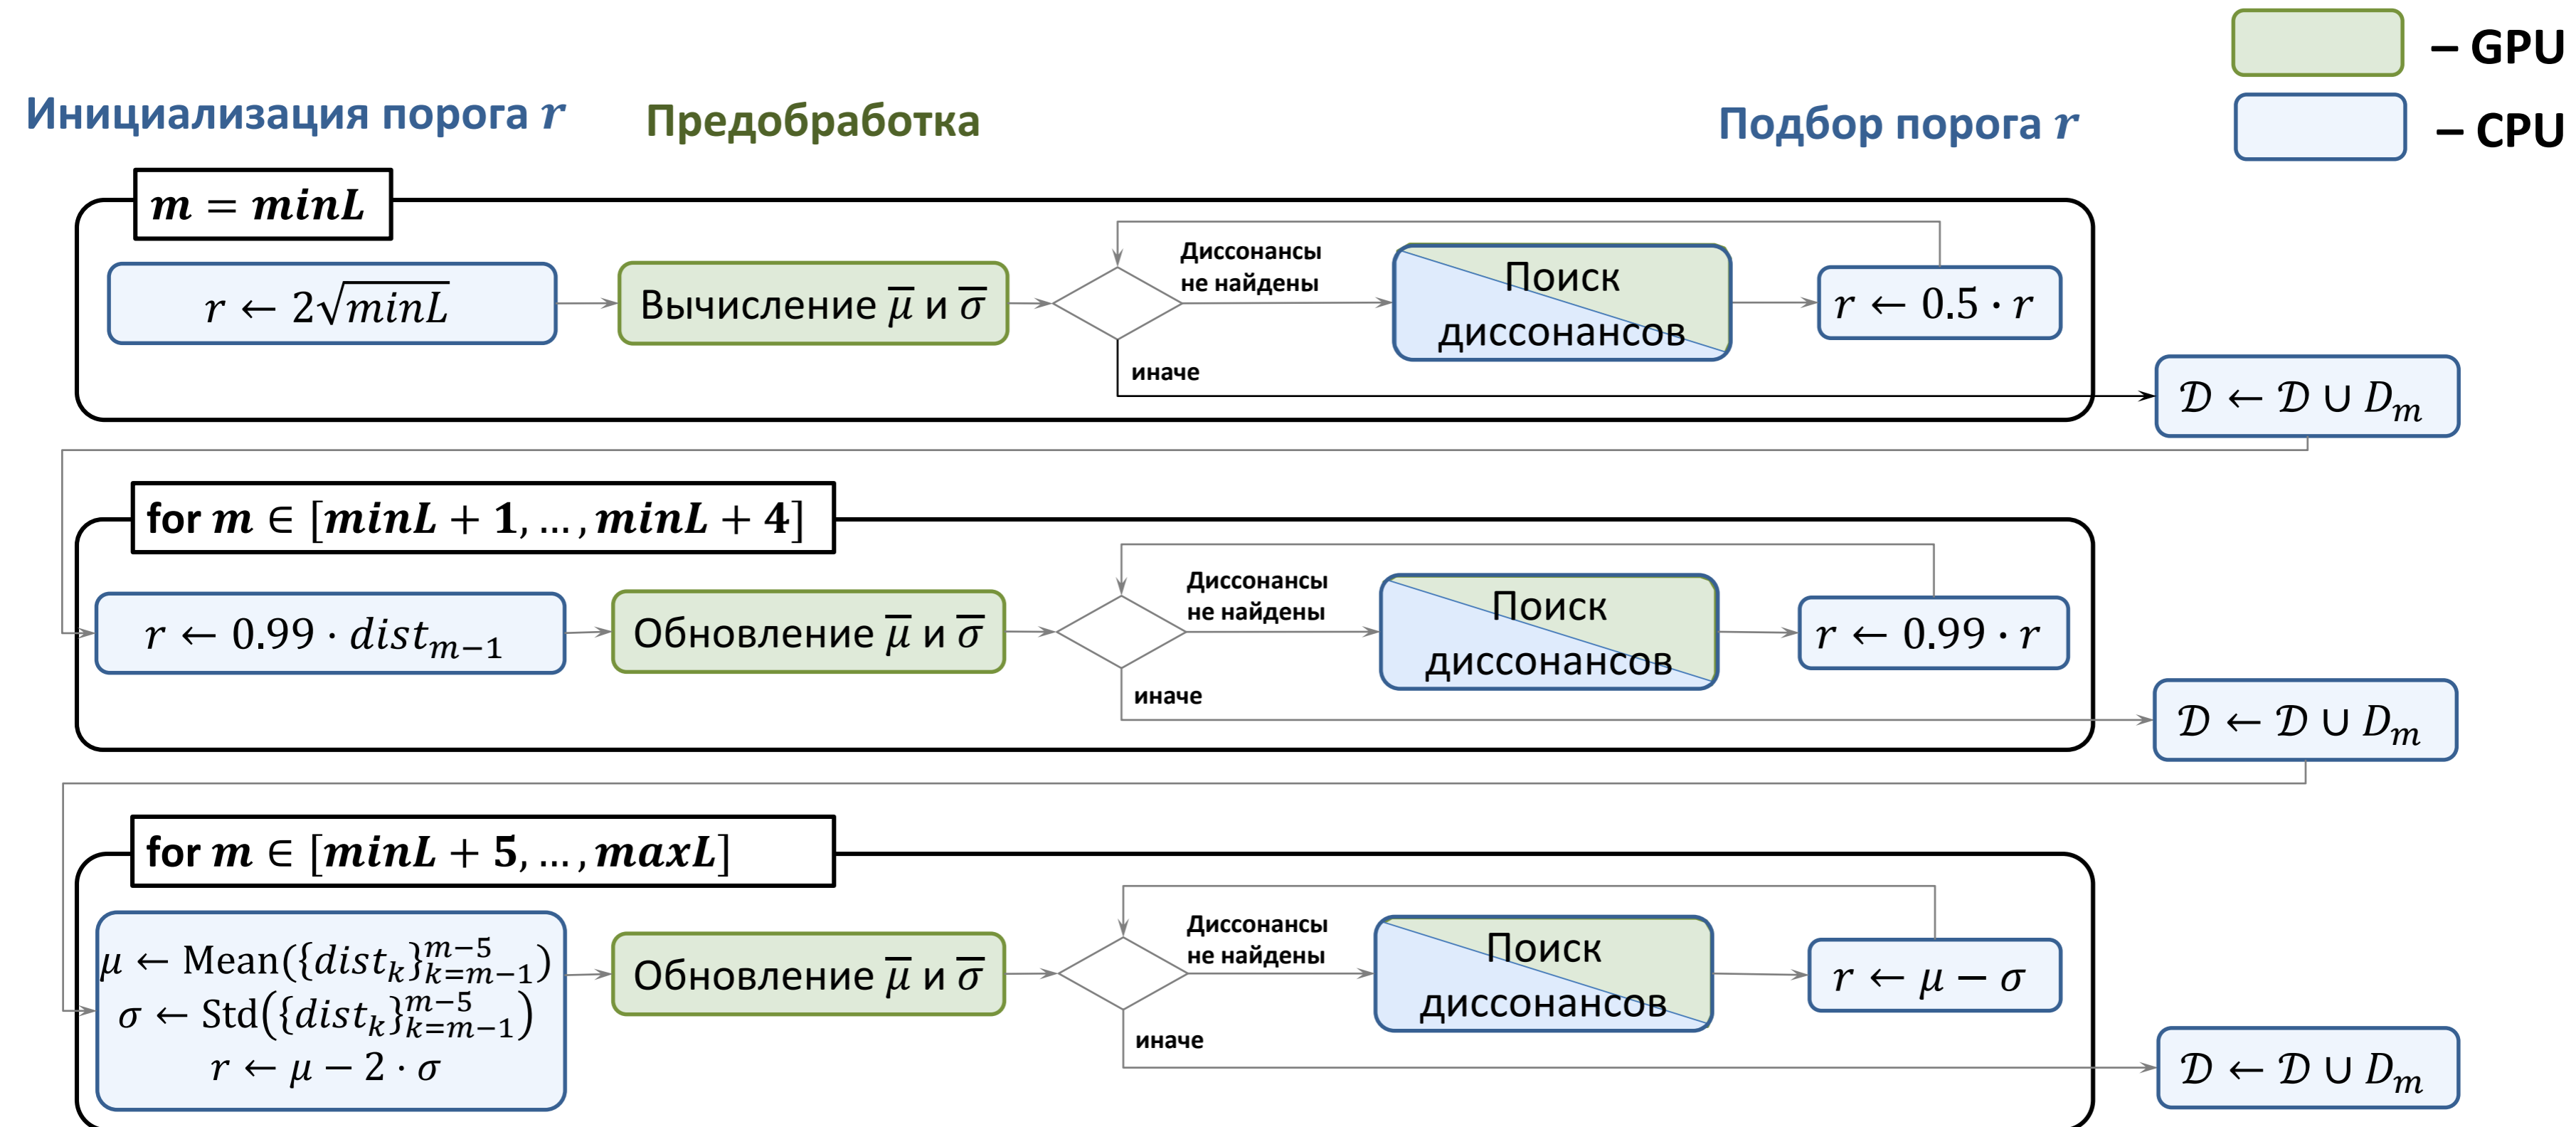 – GPU
– CPU
Инициализация порога r
Предобработка
Подбор порога r
m = minL
r ← 2√minL
Вычисление μ̅ и σ̅
Диссонансы
не найдены
Поиск
диссонансов
r ← 0.5 · r
иначе
𝒟 ← 𝒟 ∪ D_m
for m ∈ [minL + 1, … , minL + 4]
r ← 0.99 · dist_{m−1}
Обновление μ̅ и σ̅
Диссонансы
не найдены
Поиск
диссонансов
r ← 0.99 · r
иначе
𝒟 ← 𝒟 ∪ D_m
for m ∈ [minL + 5, … , maxL]
μ ← Mean({dist_k}_{k=m−1}^{m−5})
σ ← Std({dist_k}_{k=m−1}^{m−5})
r ← μ − 2 · σ
Обновление μ̅ и σ̅
Диссонансы
не найдены
Поиск
диссонансов
r ← μ − σ
иначе
𝒟 ← 𝒟 ∪ D_m